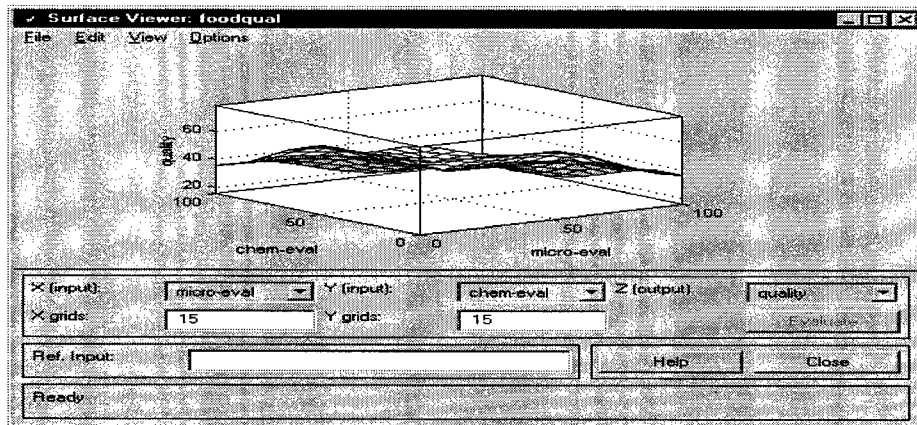 Surface Viewer: foodqual
File Edit View Options
60
40
20
quality
100
50
0
chem-eval
0
50
100
micro-eval
X (input): micro-eval Y (input): chem-eval Z (output) quality
X grids: 15 Y grids: 15 Evaluate
Ref. Input: Help Close
Ready